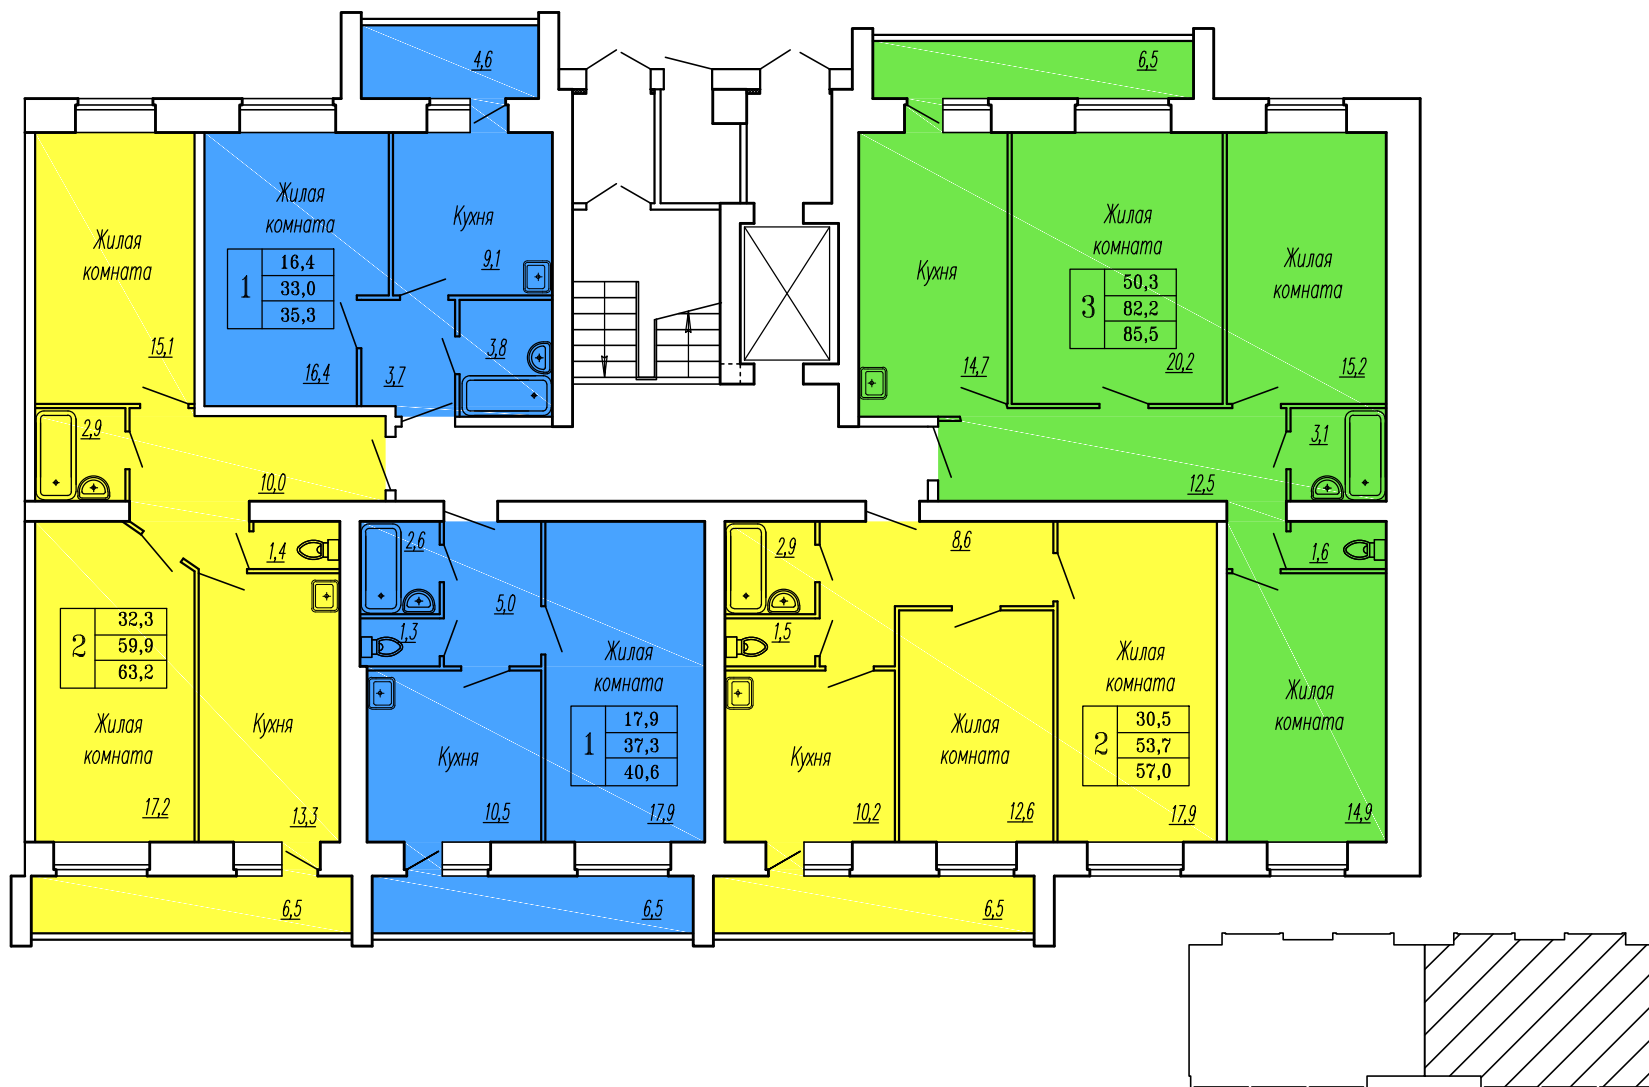 4,6
6,5
Жилая
комната
15,1
Жилая
комната
1
16,4
33,0
35,3
16,4
Кухня
9,1
3,8
3,7
Кухня
14,7
Жилая
комната
3
50,3
82,2
85,5
20,2
Жилая
комната
15,2
2,9
10,0
3,1
12,5
1,4
2,6
5,0
1,3
2,9
8,6
1,5
1,6
2
32,3
59,9
63,2
Жилая
комната
17,2
Кухня
13,3
Кухня
10,5
Жилая
комната
1
17,9
37,3
40,6
17,9
Кухня
10,2
Жилая
комната
12,6
Жилая
комната
2
30,5
53,7
57,0
17,9
Жилая
комната
14,9
6,5
6,5
6,5